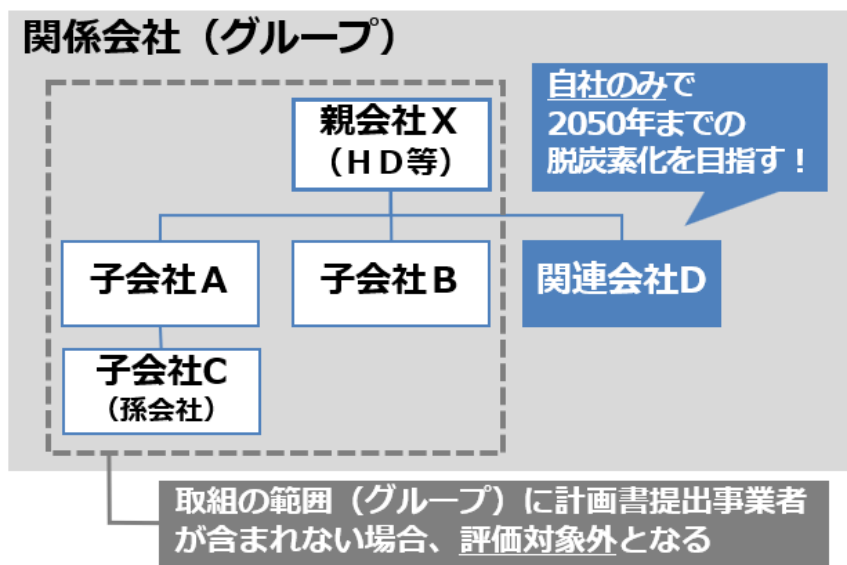 関係会社（グループ）
親会社X
（ＨＤ等）
自社のみで
2050年までの
脱炭素化を目指す！
子会社A
子会社B
関連会社D
子会社C
（孫会社）
取組の範囲（グループ）に計画書提出事業者
が含まれない場合、評価対象外となる